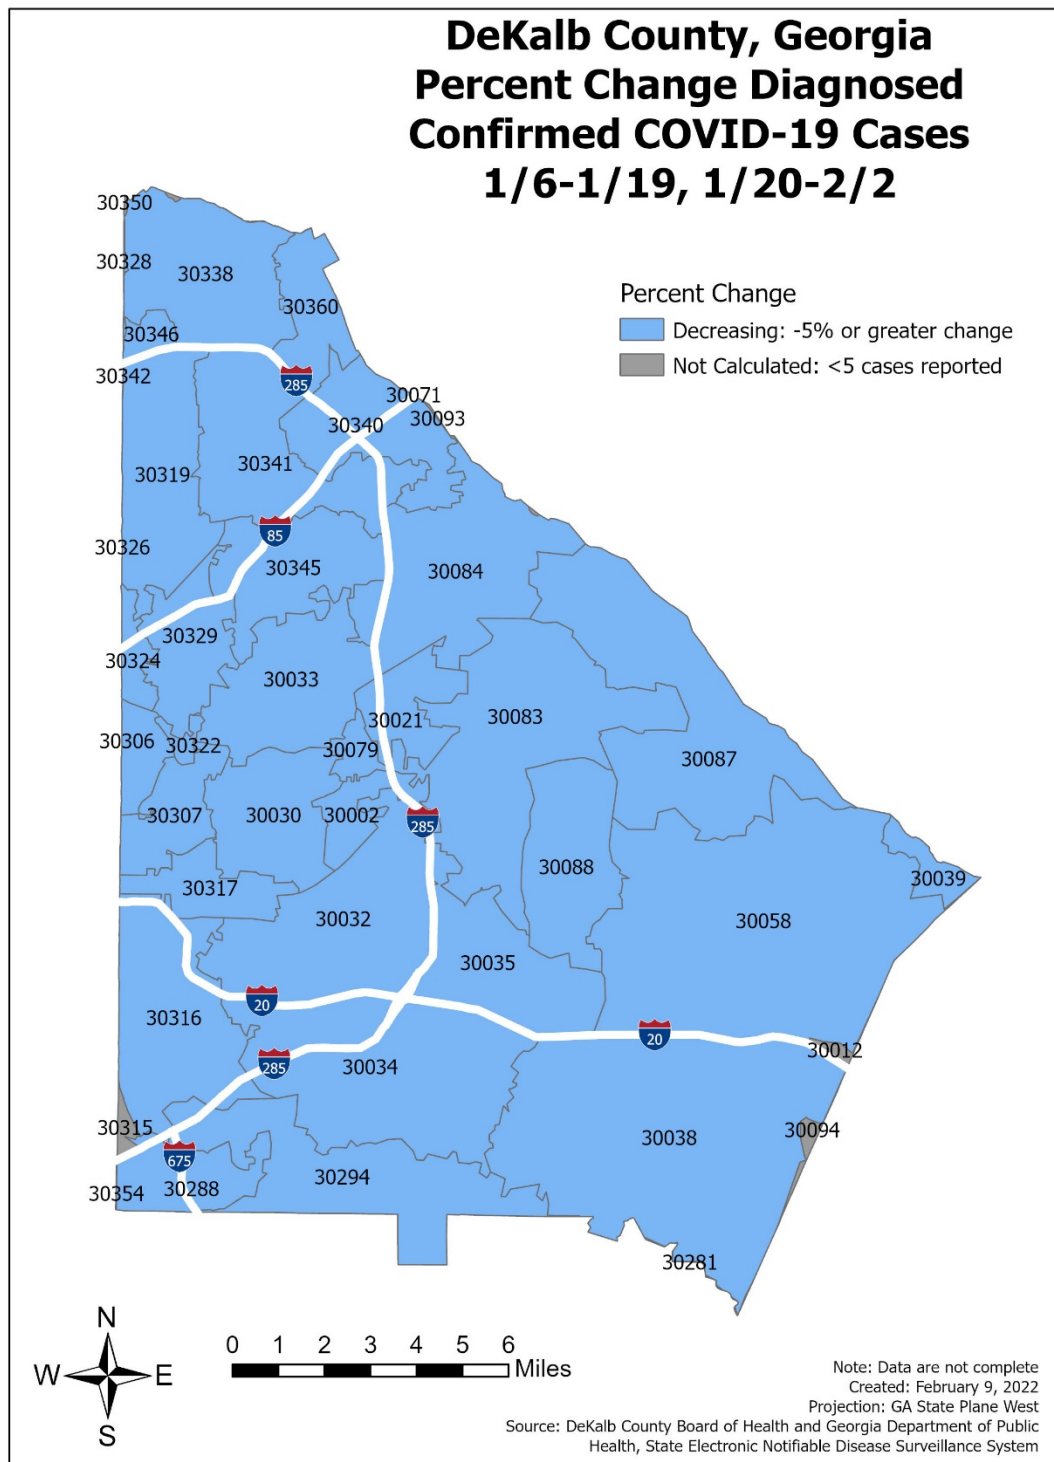 DeKalb County, Georgia
Percent Change Diagnosed
Confirmed COVID-19 Cases
1/6-1/19, 1/20-2/2
Percent Change
Decreasing: -5% or greater change
Not Calculated: <5 cases reported
30350
30328
30338
30360
30346
30342
285
30071
30093
30340
30341
30319
85
30326
30345
30084
30329
30324
30033
30021
30083
30306
30322
30079
30087
30307
30030
30002
285
30088
30317
30039
30032
30058
30035
20
30316
20
30012
285
30034
30315
30094
30038
675
30354
30288
30294
30281
N
W
E
S
0 1 2 3 4 5 6
Miles
Note: Data are not complete
Created: February 9, 2022
Projection: GA State Plane West
Source: DeKalb County Board of Health and Georgia Department of Public
Health, State Electronic Notifiable Disease Surveillance System